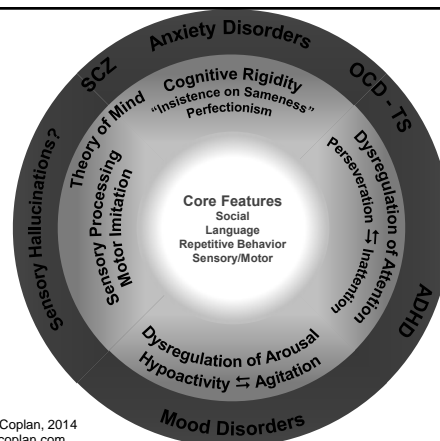 Anxiety Disorders
SCZ
OCD - TS
Cognitive Rigidity
"Insistence on Sameness"
Perfectionism
Theory of Mind
Sensory Hallucinations?
Sensory Processing
Motor Imitation
Core Features
Social
Language
Repetitive Behavior
Sensory/Motor
Dysregulation of Attention
Perseveration ⇆ Inattention
ADHD
Dysregulation of Arousal
Hypoactivity ⇆ Agitation
Mood Disorders
Coplan, 2014
coplan.com